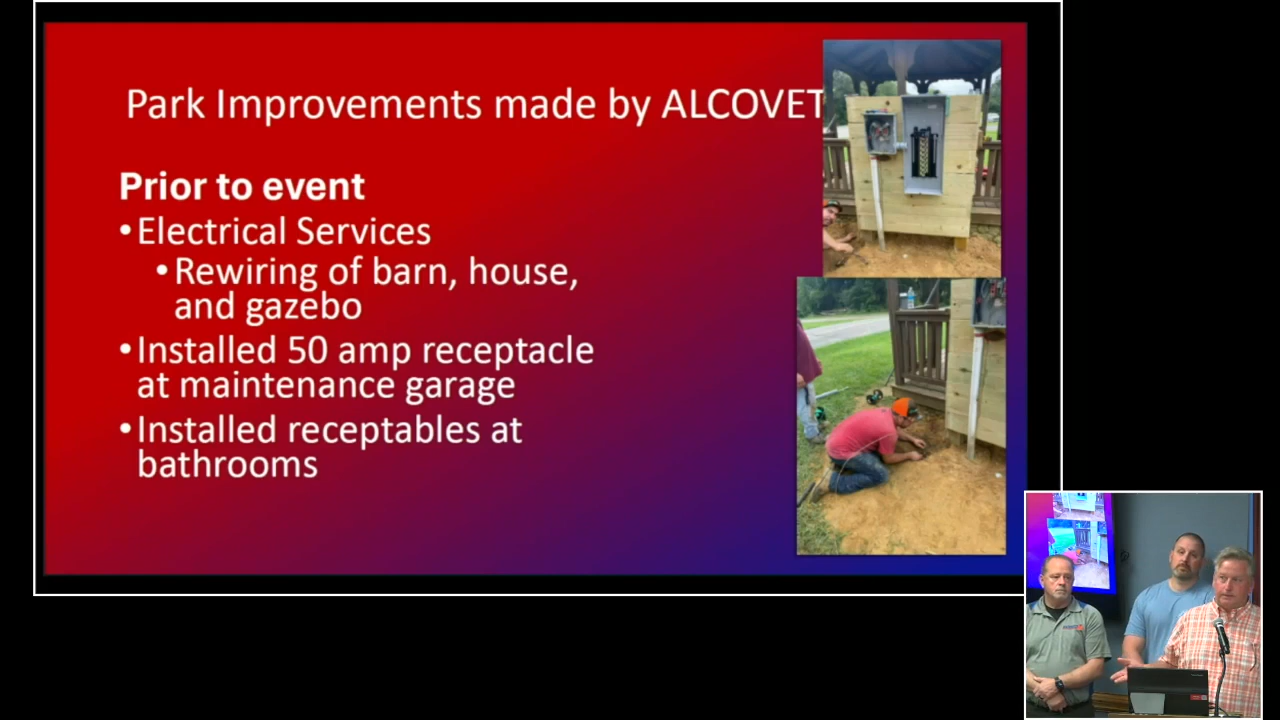 Park Improvements made by ALCOVET
Prior to event
•Electrical Services
•Rewiring of barn, house,
and gazebo
•Installed 50 amp receptacle
at maintenance garage
•Installed receptables at
bathrooms